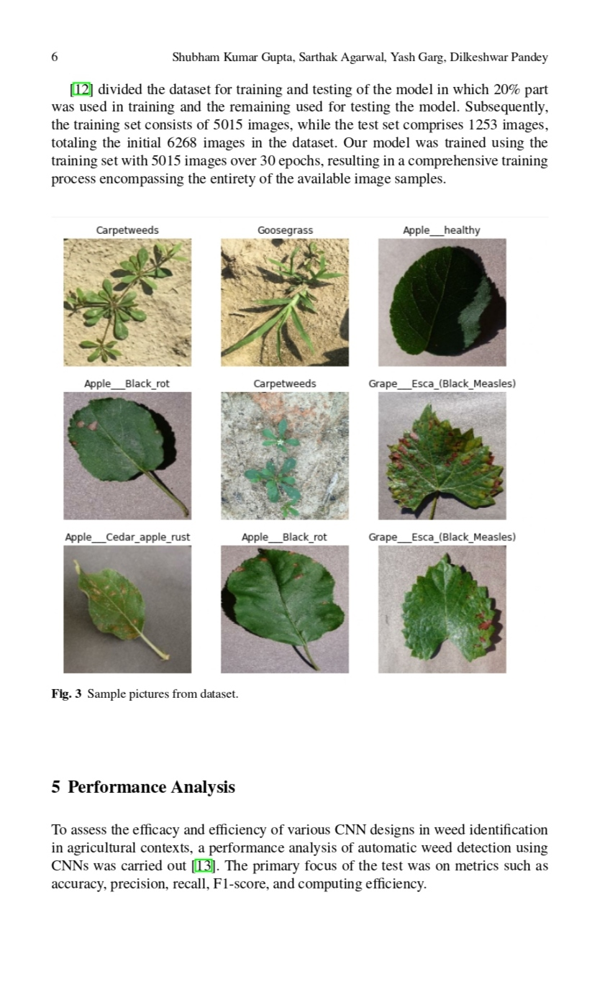 6 Shubham Kumar Gupta, Sarthak Agarwal, Yash Garg, Dilkeshwar Pandey
[12] divided the dataset for training and testing of the model in which 20% part
was used in training and the remaining used for testing the model. Subsequently,
the training set consists of 5015 images, while the test set comprises 1253 images,
totaling the initial 6268 images in the dataset. Our model was trained using the
training set with 5015 images over 30 epochs, resulting in a comprehensive training
process encompassing the entirety of the available image samples.
Carpetweeds Goosegrass Apple___healthy
Apple___Black_rot Carpetweeds Grape___Esca_(Black_Measles)
Apple___Cedar_apple_rust Apple___Black_rot Grape___Esca_(Black_Measles)
Fig. 3 Sample pictures from dataset.
5 Performance Analysis
To assess the efficacy and efficiency of various CNN designs in weed identification
in agricultural contexts, a performance analysis of automatic weed detection using
CNNs was carried out [13]. The primary focus of the test was on metrics such as
accuracy, precision, recall, F1-score, and computing efficiency.